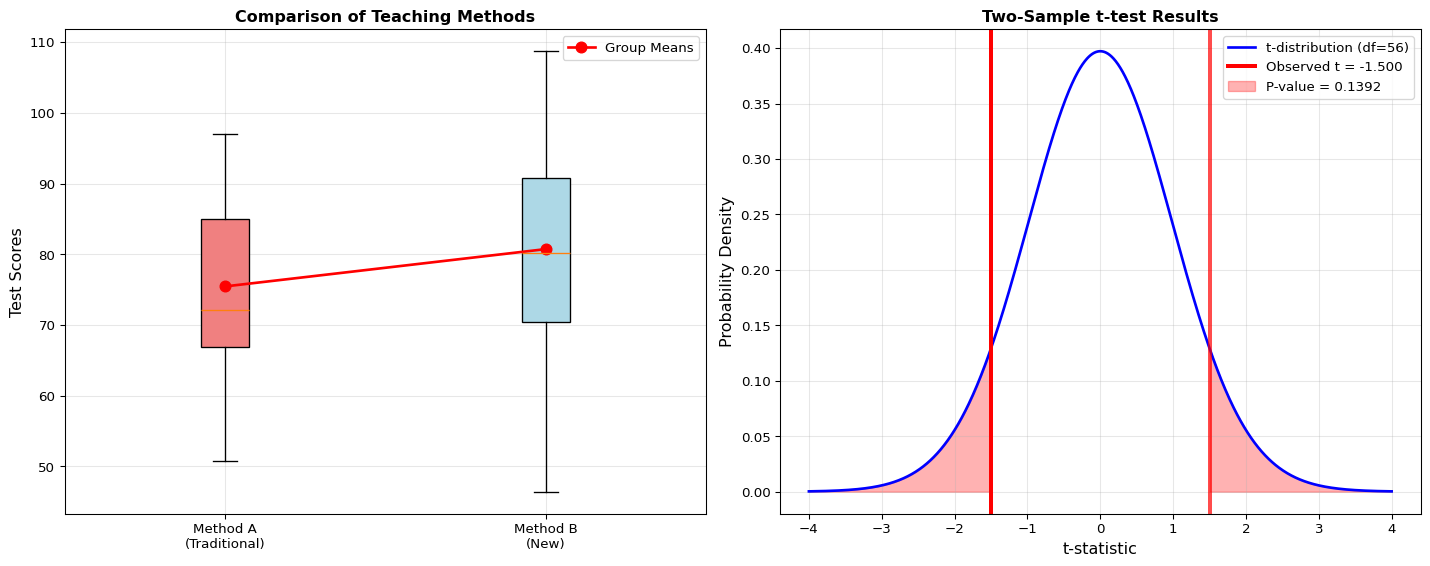 Comparison of Teaching Methods
110
100
90
80
70
60
50
Test Scores
Group Means
Method A
(Traditional)
Method B
(New)
Two-Sample t-test Results
0.40
0.35
0.30
0.25
0.20
0.15
0.10
0.05
0.00
Probability Density
t-distribution (df=56)
Observed t = -1.500
P-value = 0.1392
−4
−3
−2
−1
0
1
2
3
4
t-statistic